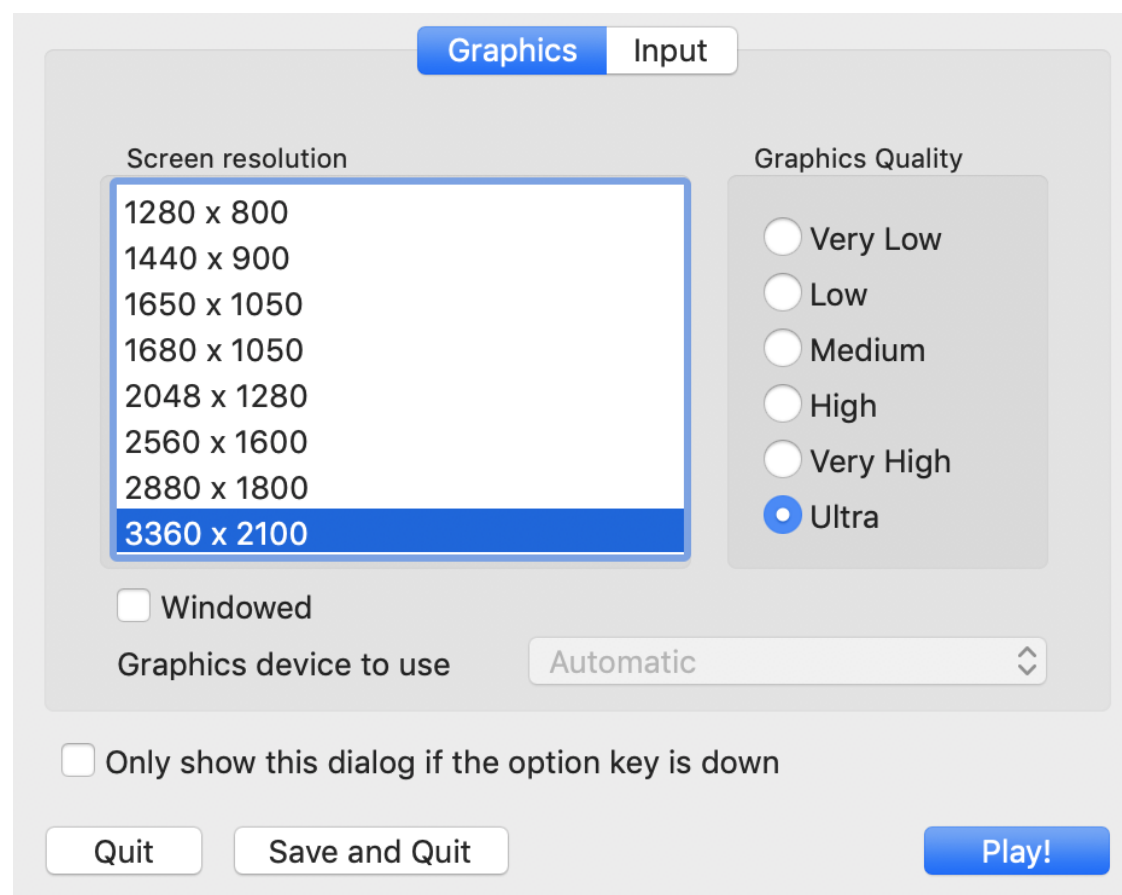 Graphics Input
Screen resolution
1280 x 800
1440 x 900
1650 x 1050
1680 x 1050
2048 x 1280
2560 x 1600
2880 x 1800
3360 x 2100
Graphics Quality
Very Low
Low
Medium
High
Very High
Ultra
Windowed
Graphics device to use Automatic
Only show this dialog if the option key is down
Quit Save and Quit Play!